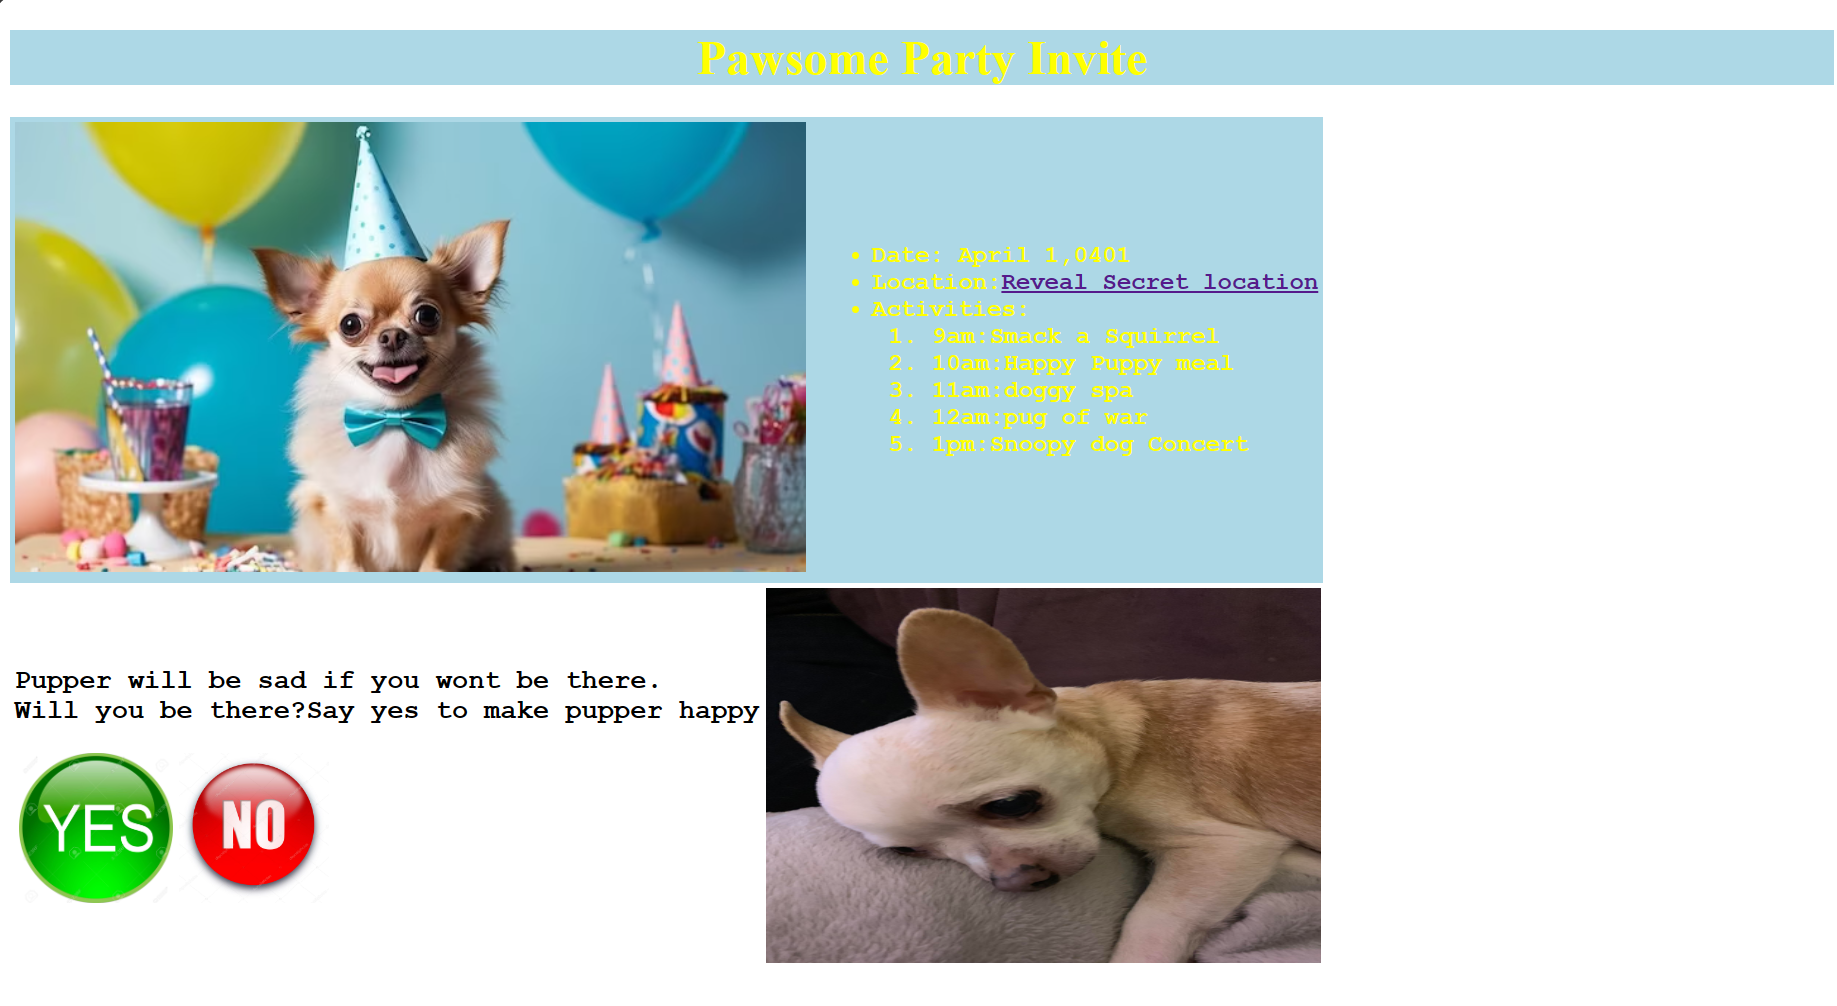 Pawsome Party Invite
Date: April 1,0401
Location:Reveal Secret location
Activities:
1. 9am:Smack a Squirrel
2. 10am:Happy Puppy meal
3. 11am:doggy spa
4. 12am:pug of war
5. 1pm:Snoopy dog Concert
Pupper will be sad if you wont be there.
Will you be there?Say yes to make pupper happy
YES NO